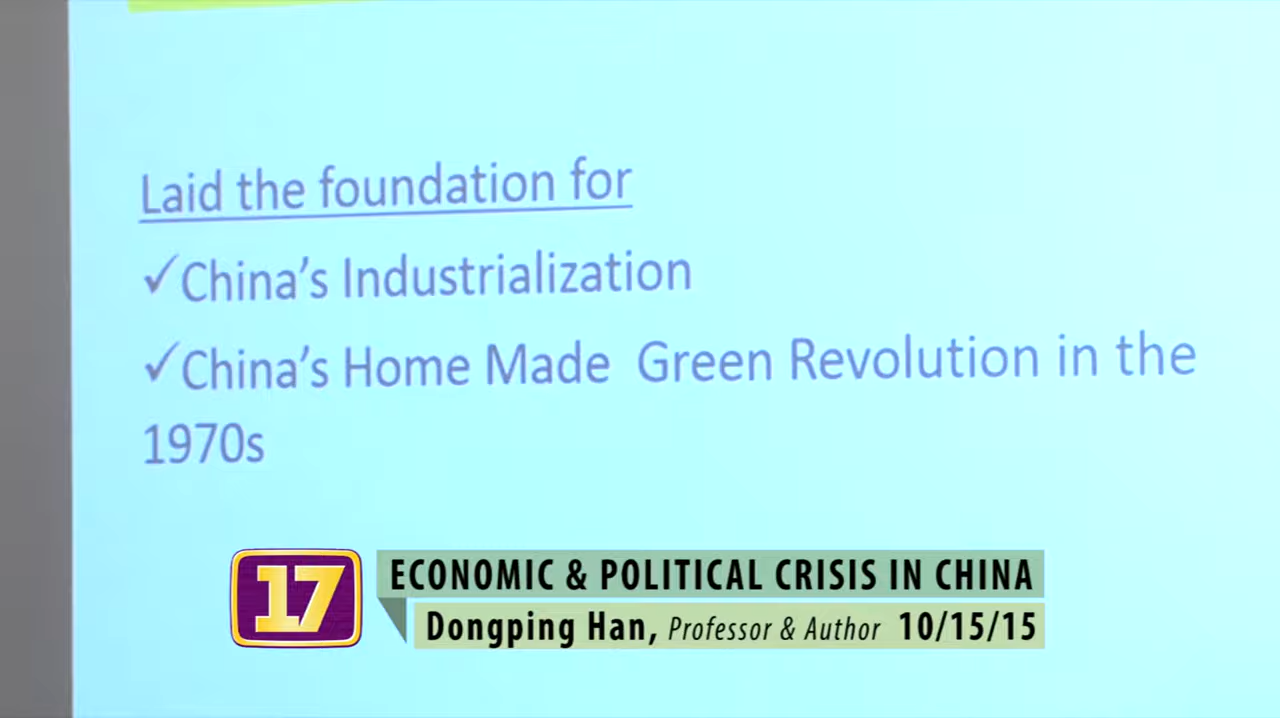 Laid the foundation for
✓China's Industrialization
✓China's Home Made Green Revolution in the
1970s
17
ECONOMIC & POLITICAL CRISIS IN CHINA
Dongping Han, Professor & Author 10/15/15